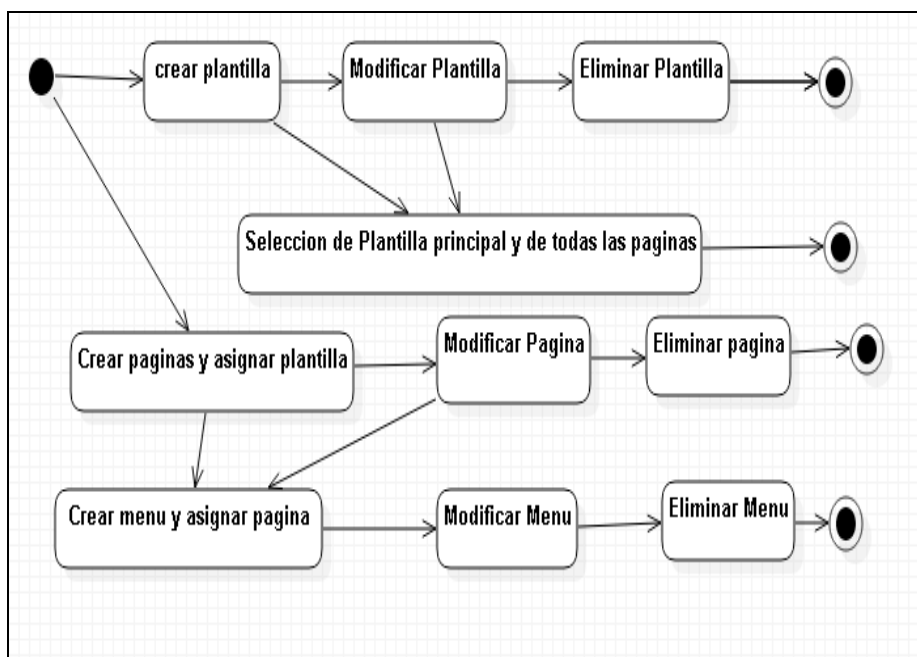 crear plantilla
Modificar Plantilla
Eliminar Plantilla
Seleccion de Plantilla principal y de todas las paginas
Crear paginas y asignar plantilla
Modificar Pagina
Eliminar pagina
Crear menu y asignar pagina
Modificar Menu
Eliminar Menu